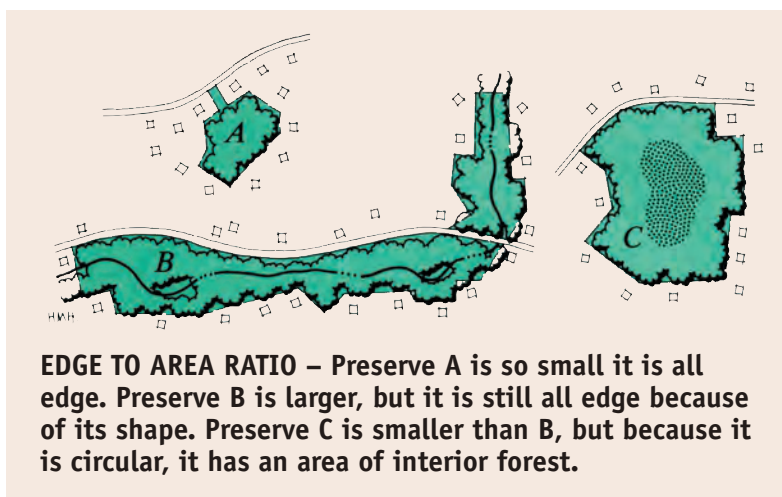 A
B
C
HMH
EDGE TO AREA RATIO – Preserve A is so small it is all
edge. Preserve B is larger, but it is still all edge because
of its shape. Preserve C is smaller than B, but because it
is circular, it has an area of interior forest.